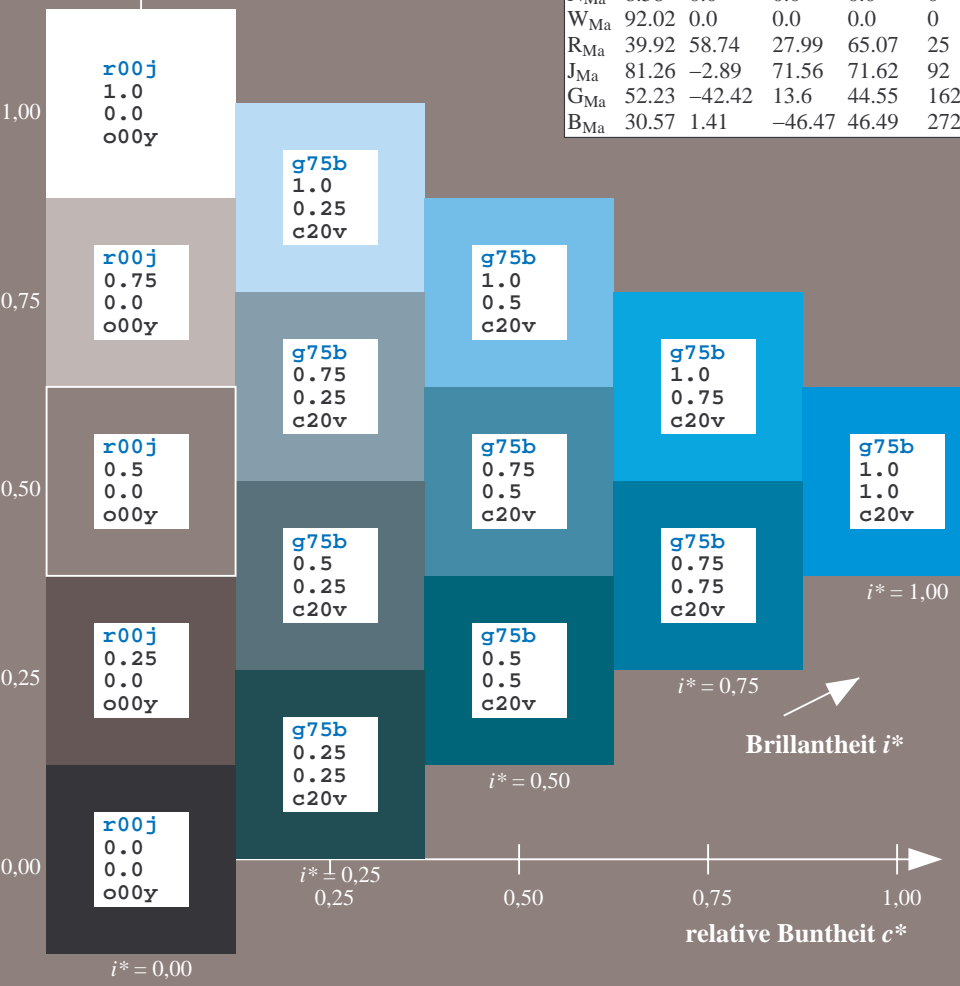 W_Ma 92.02 0.0 0.0 0.0 0
R_Ma 39.92 58.74 27.99 65.07 25
J_Ma 81.26 −2.89 71.56 71.62 92
G_Ma 52.23 −42.42 13.6 44.55 162
B_Ma 30.57 1.41 −46.47 46.49 272
1,00
r00j
1.0
0.0
o00y
g75b
1.0
0.25
c20v
0,75
r00j
0.75
0.0
o00y
g75b
1.0
0.5
c20v
g75b
0.75
0.25
c20v
g75b
1.0
0.75
c20v
0,50
r00j
0.5
0.0
o00y
g75b
0.75
0.5
c20v
g75b
1.0
1.0
c20v
g75b
0.5
0.25
c20v
g75b
0.75
0.75
c20v
i* = 1,00
0,25
r00j
0.25
0.0
o00y
g75b
0.5
0.5
c20v
i* = 0,75
Brillantheit i*
g75b
0.25
0.25
c20v
i* = 0,50
0,00
r00j
0.0
0.0
o00y
i* = 0,25
0,25
0,50
0,75
1,00
relative Buntheit c*
i* = 0,00